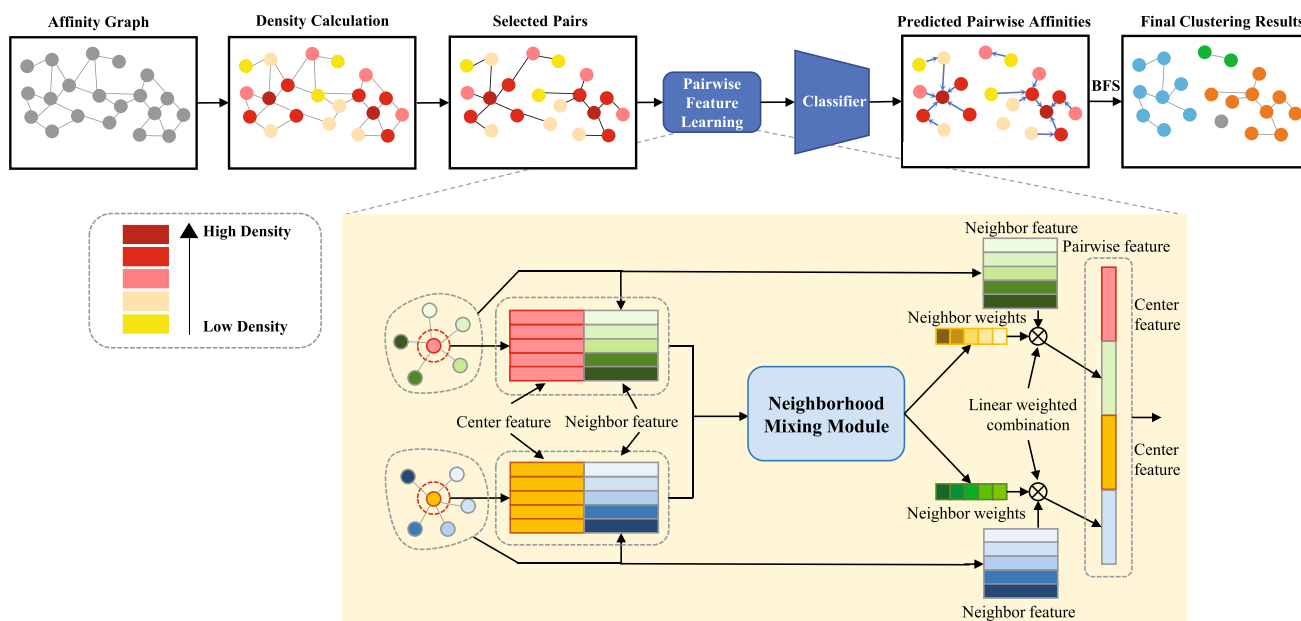 Affinity Graph
Density Calculation
Selected Pairs
Predicted Pairwise Affinities
Final Clustering Results
Pairwise
Feature
Learning
Classifier
BFS
High Density
Low Density
Neighbor feature
Pairwise feature
Center
feature
Neighbor weights
Center feature
Neighbor feature
Neighborhood
Mixing Module
Linear weighted
combination
Center
feature
Neighbor weights
Neighbor feature